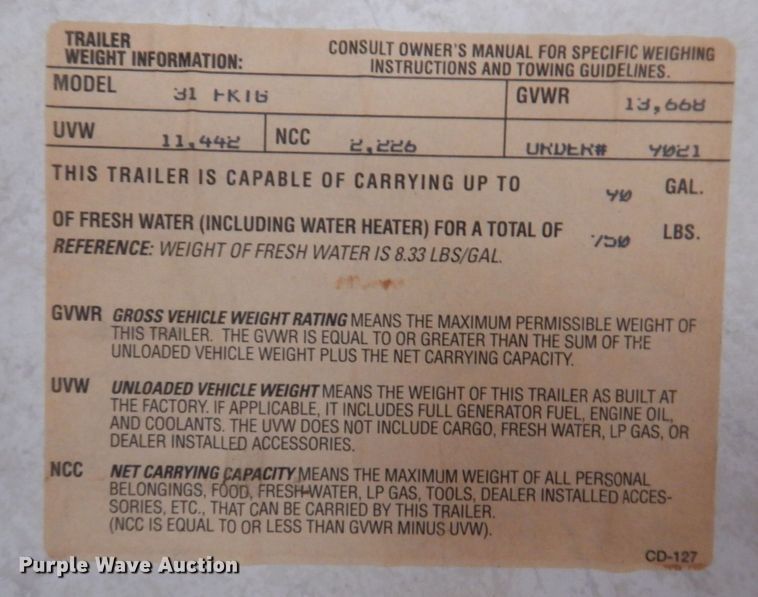 TRAILER
WEIGHT INFORMATION:
CONSULT OWNER'S MANUAL FOR SPECIFIC WEIGHING
INSTRUCTIONS AND TOWING GUIDELINES.
MODEL 31 FKTG GVWR 13,668
UVW 11,442 NCC 2,226 ORDER# 9021
THIS TRAILER IS CAPABLE OF CARRYING UP TO 90 GAL.
OF FRESH WATER (INCLUDING WATER HEATER) FOR A TOTAL OF 750 LBS.
REFERENCE: WEIGHT OF FRESH WATER IS 8.33 LBS/GAL.
GVWR GROSS VEHICLE WEIGHT RATING MEANS THE MAXIMUM PERMISSIBLE WEIGHT OF
THIS TRAILER. THE GVWR IS EQUAL TO OR GREATER THAN THE SUM OF THE
UNLOADED VEHICLE WEIGHT PLUS THE NET CARRYING CAPACITY.
UVW UNLOADED VEHICLE WEIGHT MEANS THE WEIGHT OF THIS TRAILER AS BUILT AT
THE FACTORY. IF APPLICABLE, IT INCLUDES FULL GENERATOR FUEL, ENGINE OIL,
AND COOLANTS. THE UVW DOES NOT INCLUDE CARGO, FRESH WATER, LP GAS, OR
DEALER INSTALLED ACCESSORIES.
NCC NET CARRYING CAPACITY MEANS THE MAXIMUM WEIGHT OF ALL PERSONAL
BELONGINGS, FOOD, FRESH WATER, LP GAS, TOOLS, DEALER INSTALLED ACCES-
SORIES, ETC., THAT CAN BE CARRIED BY THIS TRAILER.
(NCC IS EQUAL TO OR LESS THAN GVWR MINUS UVW).
CD-127
Purple Wave Auction